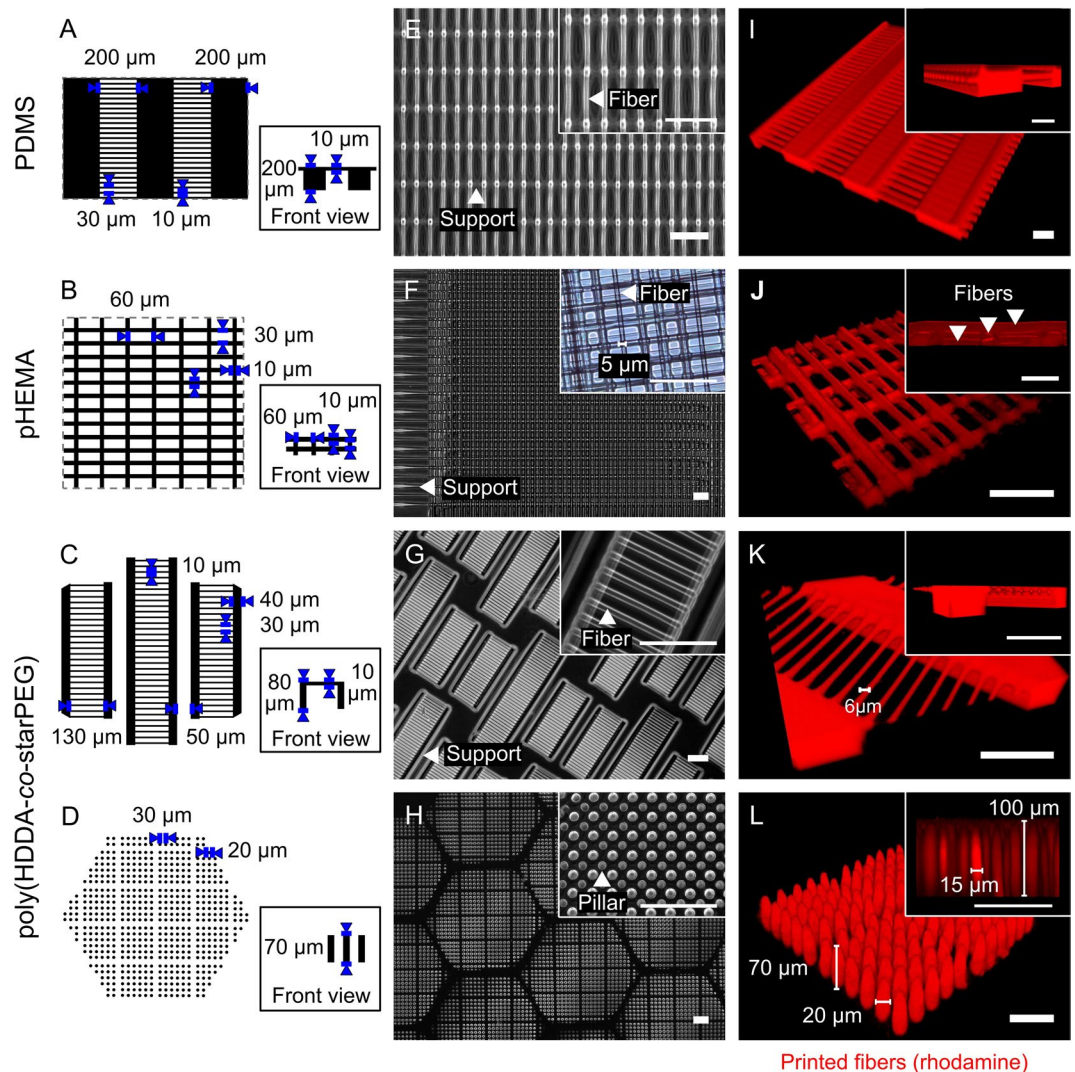 PDMS
A
200 µm
200 µm
30 µm
10 µm
10 µm
200
µm
Front view
E
Fiber
Support
I
pHEMA
B
60 µm
30 µm
10 µm
10 µm
60 µm
Front view
F
Fiber
5 µm
Support
J
Fibers
poly(HDDA-co-starPEG)
C
10 µm
40 µm
30 µm
130 µm
50 µm
80
µm
10
µm
Front view
G
Fiber
Support
K
6µm
D
30 µm
20 µm
70 µm
Front view
H
Pillar
L
100 µm
15 µm
70 µm
20 µm
Printed fibers (rhodamine)